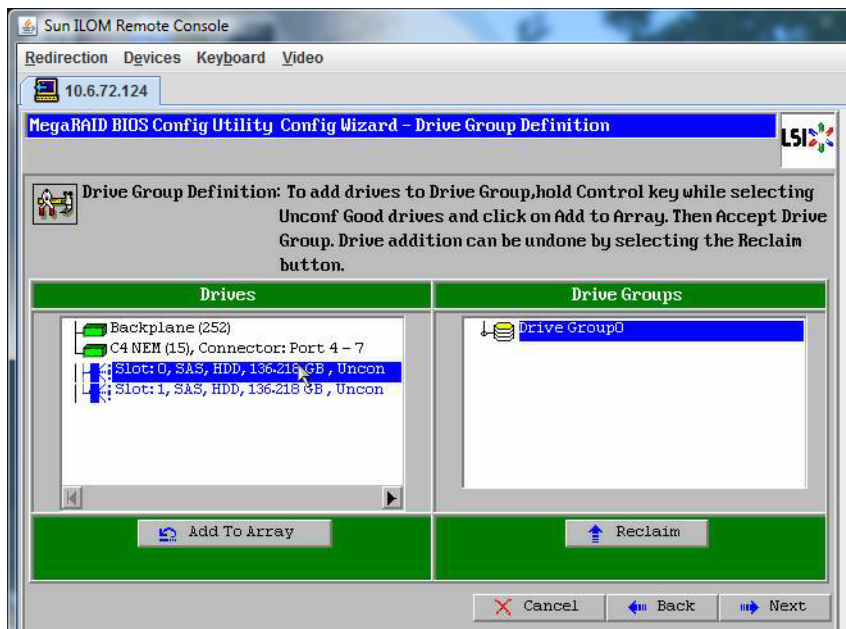 Sun ILOM Remote Console
Redirection Devices Keyboard Video
10.6.72.124
MegaRAID BIOS Config Utility Config Wizard - Drive Group Definition
LSI
Drive Group Definition: To add drives to Drive Group,hold Control key while selecting
Unconf Good drives and click on Add to Array. Then Accept Drive
Group. Drive addition can be undone by selecting the Reclaim
button.
Drives
Drive Groups
Backplane (252)
C4 NEM (15), Connector: Port 4 - 7
Slot: 0, SAS, HDD, 136.218 GB , Uncon
Slot: 1, SAS, HDD, 136.218 GB , Uncon
Drive Group0
Add To Array
Reclaim
Cancel
Back
Next